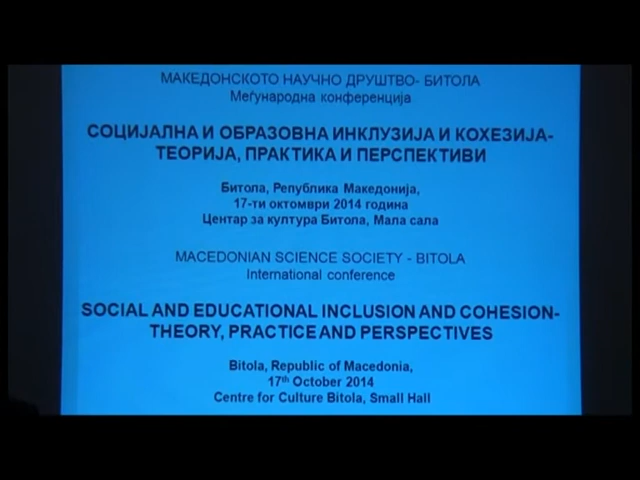 МАКЕДОНСКОТО НАУЧНО ДРУШТВО- БИТОЛА
Меѓународна конференција
СОЦИЈАЛНА И ОБРАЗОВНА ИНКЛУЗИЈА И КОХЕЗИЈА-
ТЕОРИЈА, ПРАКТИКА И ПЕРСПЕКТИВИ
Битола, Република Македонија,
17-ти октомври 2014 година
Центар за култура Битола, Мала сала
MACEDONIAN SCIENCE SOCIETY - BITOLA
International conference
SOCIAL AND EDUCATIONAL INCLUSION AND COHESION-
THEORY, PRACTICE AND PERSPECTIVES
Bitola, Republic of Macedonia,
17th October 2014
Centre for Culture Bitola, Small Hall